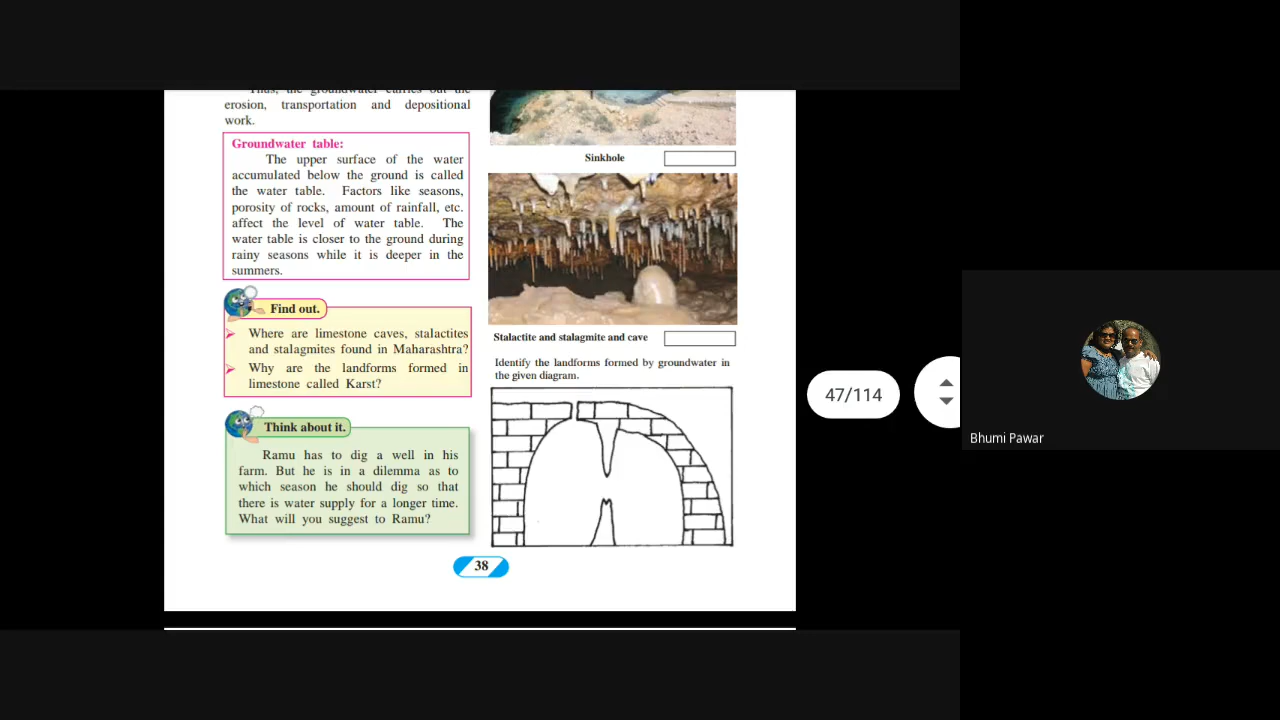 Thus, the groundwater carries out the
erosion, transportation and depositional
work.
Groundwater table:
The upper surface of the water
accumulated below the ground is called
the water table. Factors like seasons,
porosity of rocks, amount of rainfall, etc.
affect the level of water table. The
water table is closer to the ground during
rainy seasons while it is deeper in the
summers.
Find out.
Where are limestone caves, stalactites
and stalagmites found in Maharashtra?
Why are the landforms formed in
limestone called Karst?
Think about it.
Ramu has to dig a well in his
farm. But he is in a dilemma as to
which season he should dig so that
there is water supply for a longer time.
What will you suggest to Ramu?
Sinkhole
Stalactite and stalagmite and cave
Identify the landforms formed by groundwater in
the given diagram.
38
47/114
Bhumi Pawar